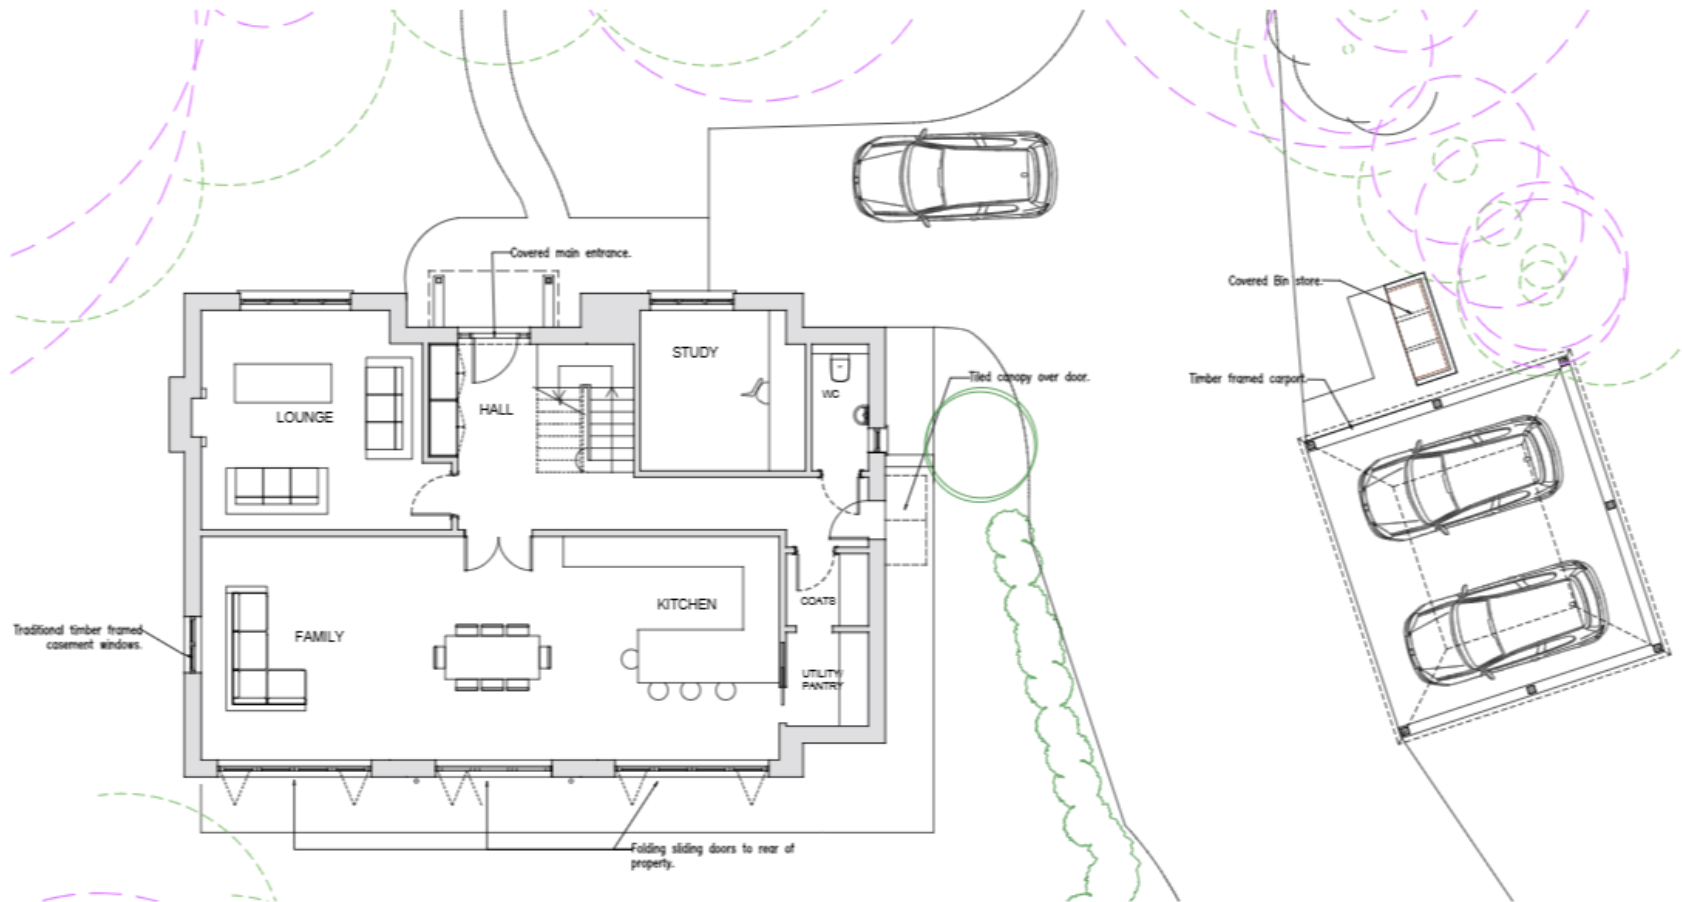 Covered main entrance.
Covered Bin store.
STUDY
Tiled canopy over door.
Timber framed carport.
WC
HALL
LOUNGE
COATS
KITCHEN
FAMILY
Traditional timber framed
casement windows.
UTILITY/
PANTRY
Folding sliding doors to rear of
property.